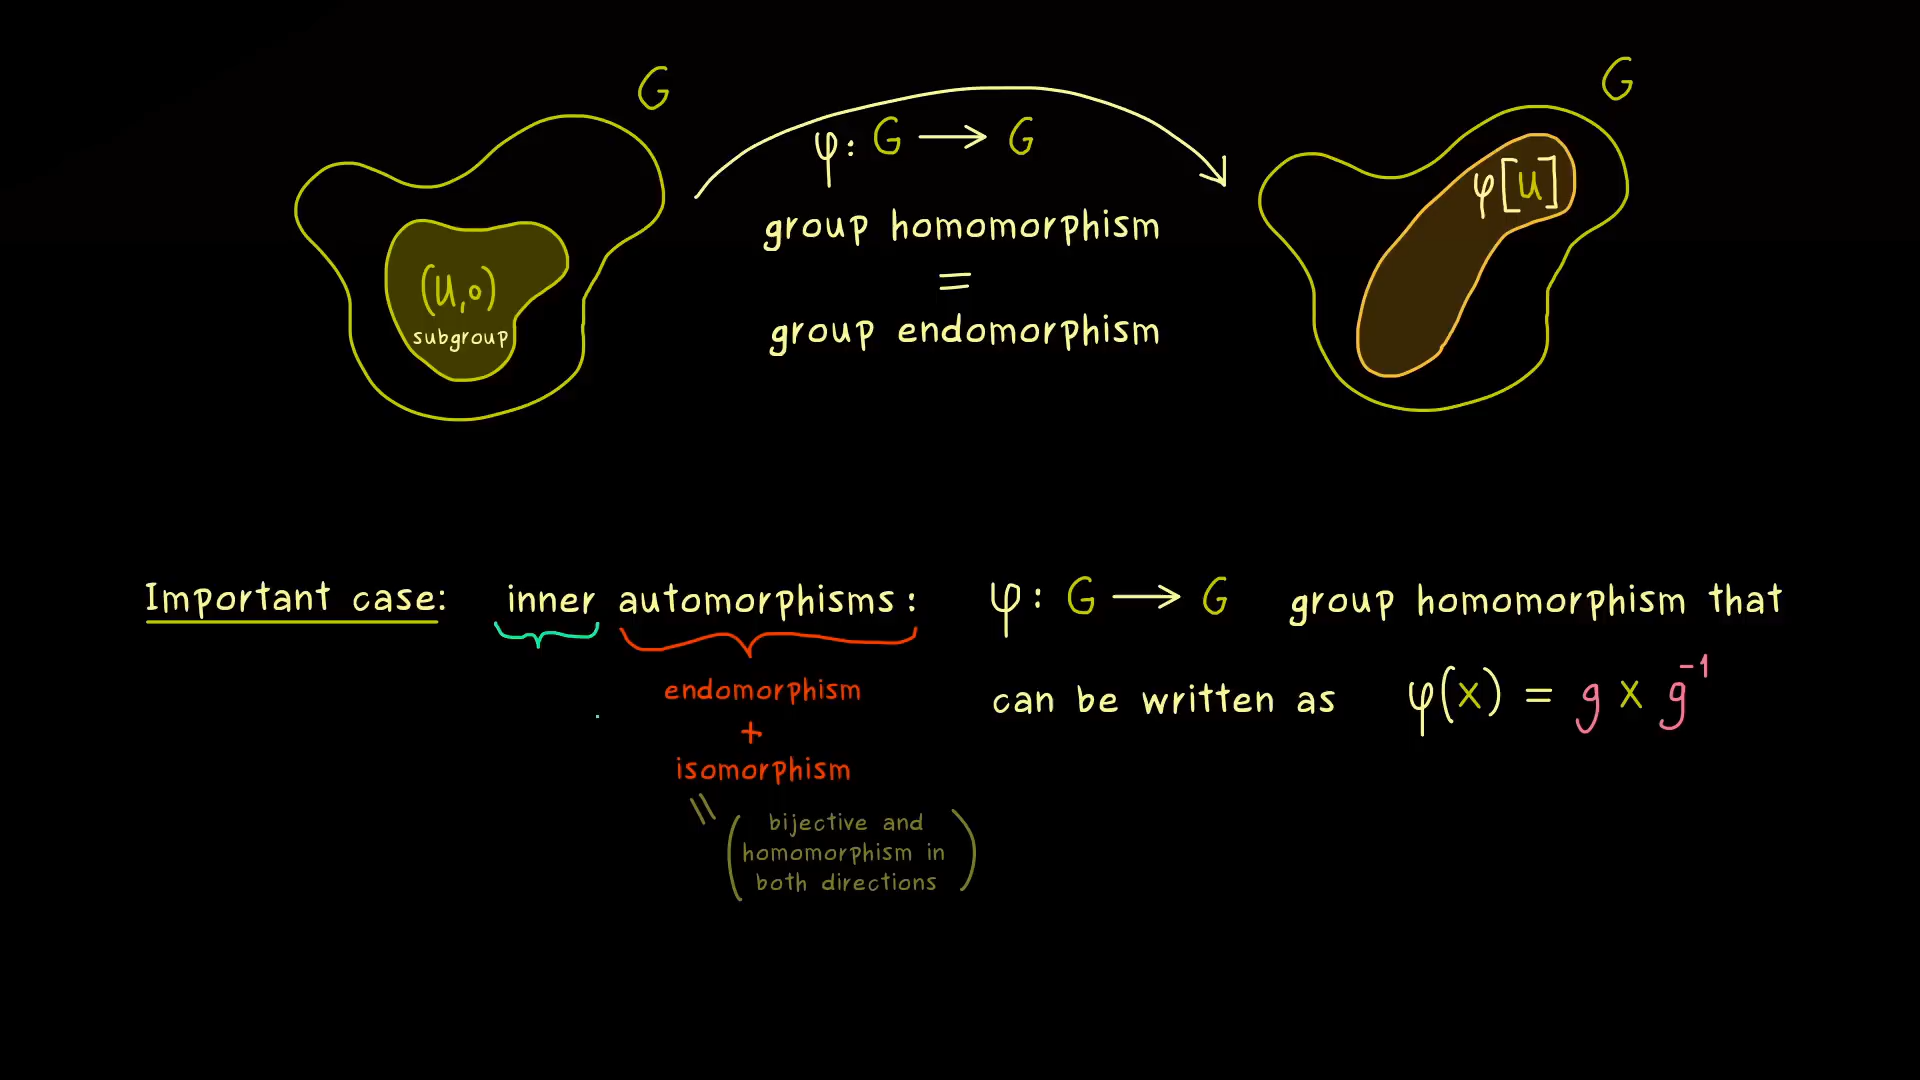 G
G
φ: G ⟶ G
φ[U]
group homomorphism
(U,∘)
=
subgroup
group endomorphism
Important case: inner automorphisms: φ: G ⟶ G group homomorphism that
can be written as φ(x) = g x g⁻¹
endomorphism
+
isomorphism
=
(bijective and
homomorphism in
both directions)